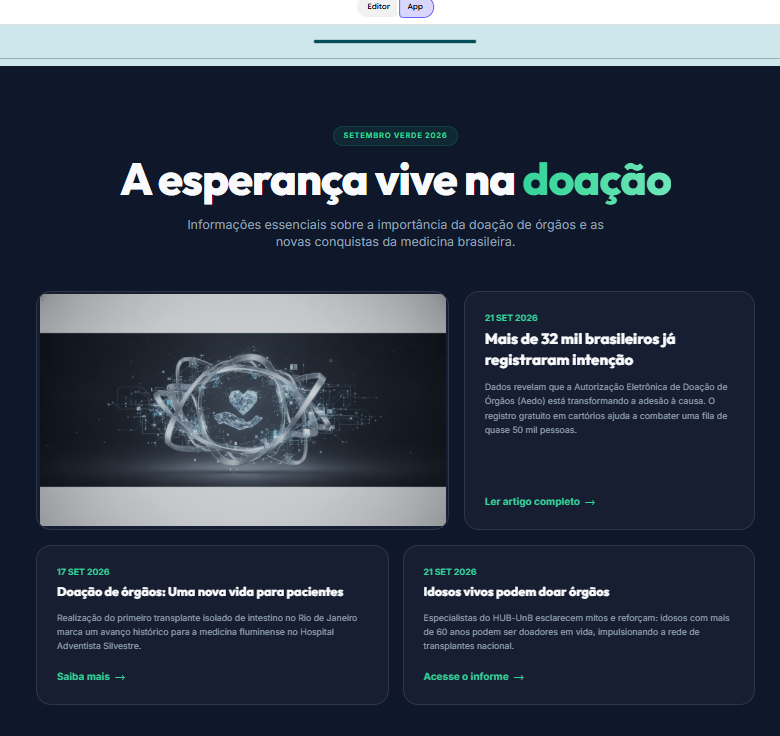 Editor App
SETEMBRO VERDE 2026
A esperança vive na doação
Informações essenciais sobre a importância da doação de órgãos e as
novas conquistas da medicina brasileira.
21 SET 2026
Mais de 32 mil brasileiros já
registraram intenção
Dados revelam que a Autorização Eletrônica de Doação de
Órgãos (Aedo) está transformando a adesão à causa. O
registro gratuito em cartórios ajuda a combater uma fila de
quase 50 mil pessoas.
Ler artigo completo →
17 SET 2026
Doação de órgãos: Uma nova vida para pacientes
Realização do primeiro transplante isolado de intestino no Rio de Janeiro
marca um avanço histórico para a medicina fluminense no Hospital
Adventista Silvestre.
Saiba mais →
21 SET 2026
Idosos vivos podem doar órgãos
Especialistas do HUB-UnB esclarecem mitos e reforçam: idosos com mais
de 60 anos podem ser doadores em vida, impulsionando a rede de
transplantes nacional.
Acesse o informe →